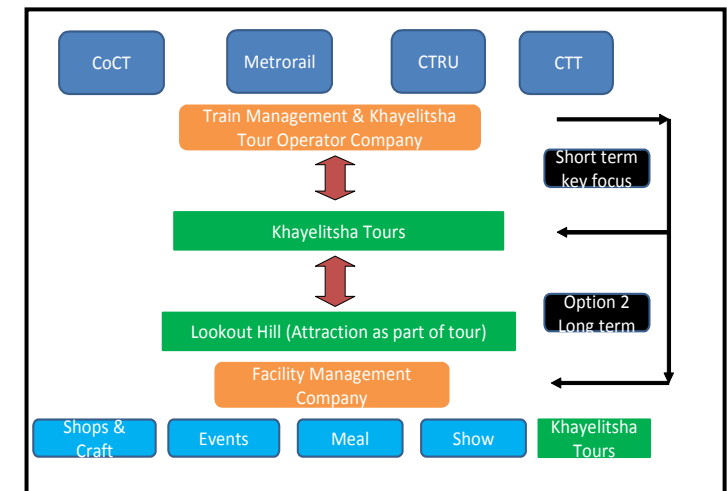 CoCT
Metrorail
CTRU
CTT
Train Management & Khayelitsha
Tour Operator Company
Short term
key focus
Khayelitsha Tours
Option 2
Long term
Lookout Hill (Attraction as part of tour)
Facility Management
Company
Shops &
Craft
Events
Meal
Show
Khayelitsha
Tours